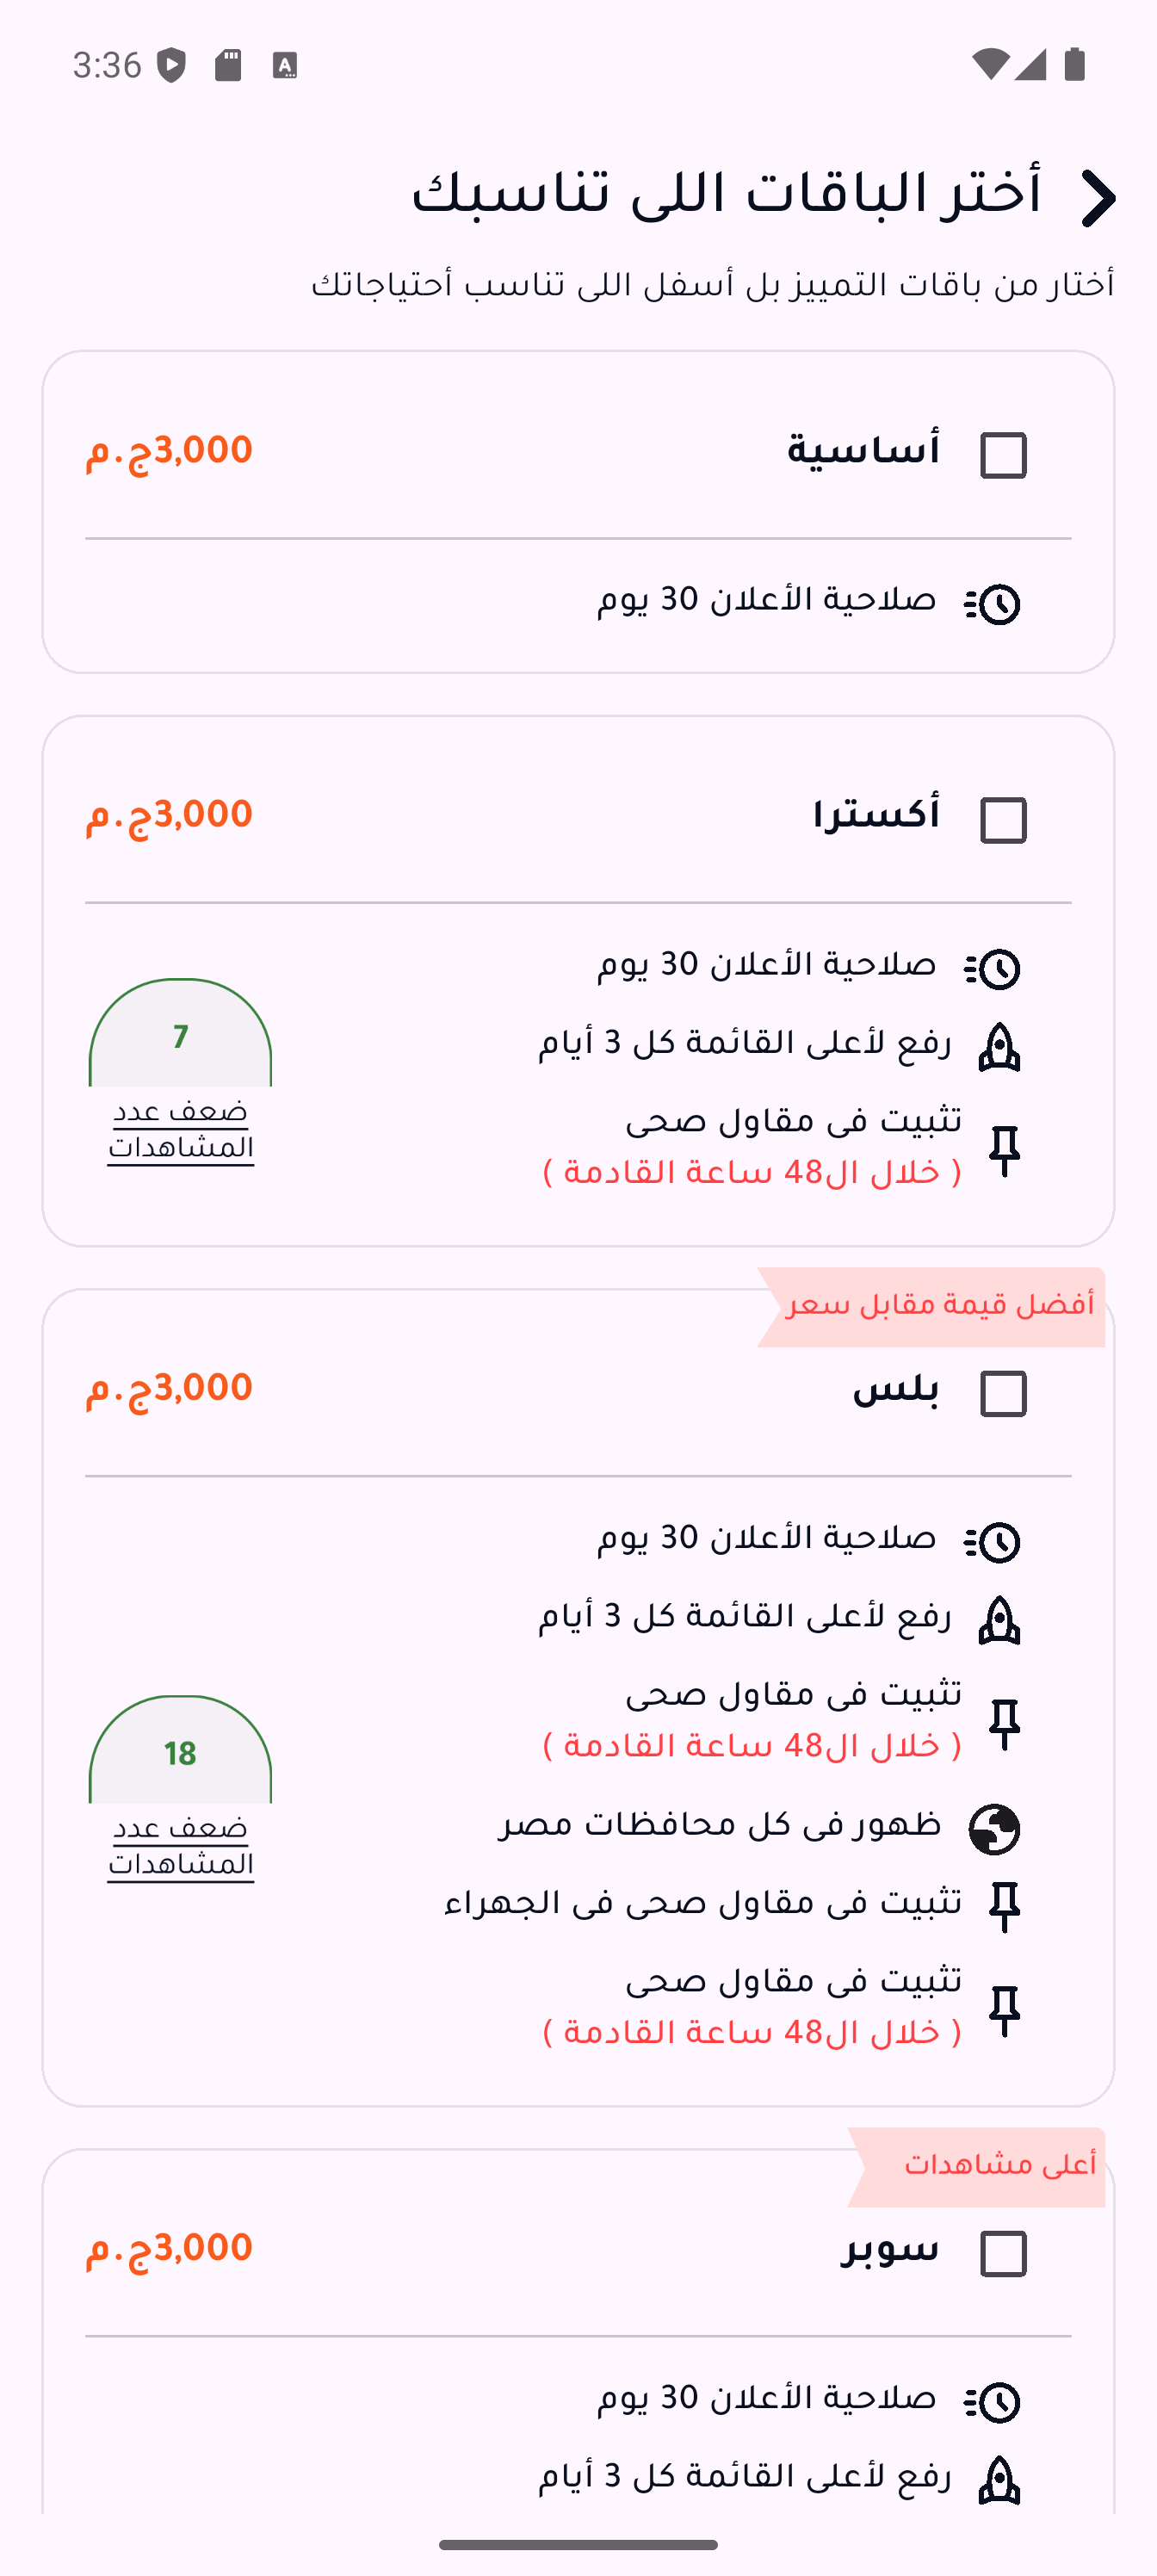 3:36
أختر الباقات اللى تناسبك
أختار من باقات التمييز بل أسفل اللى تناسب أحتياجاتك
أساسية
3,000ج.م
صلاحية الأعلان 30 يوم
أكسترا
3,000ج.م
صلاحية الأعلان 30 يوم
رفع لأعلى القائمة كل 3 أيام
تثبيت فى مقاول صحى
( خلال ال48 ساعة القادمة )
7
ضعف عدد
المشاهدات
أفضل قيمة مقابل سعر
بلس
3,000ج.م
صلاحية الأعلان 30 يوم
رفع لأعلى القائمة كل 3 أيام
تثبيت فى مقاول صحى
( خلال ال48 ساعة القادمة )
ظهور فى كل محافظات مصر
تثبيت فى مقاول صحى فى الجهراء
تثبيت فى مقاول صحى
( خلال ال48 ساعة القادمة )
18
ضعف عدد
المشاهدات
أعلى مشاهدات
سوبر
3,000ج.م
صلاحية الأعلان 30 يوم
رفع لأعلى القائمة كل 3 أيام